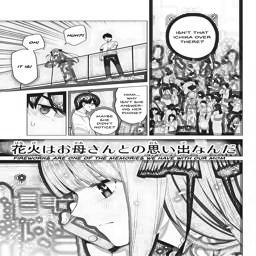 ISN'T THAT
ICHIKA OVER
THERE?
HUH?!
OH!
IT IS!
HMM...
WHY
ISN'T SHE
ANSWER-
ING HER
PHONE?
MAYBE
SHE
DIDN'T
NOTICE?
花火はお母さんとの思い出なんだ
FIREWORKS ARE ONE OF THE MEMORIES WE HAVE WITH OUR MOM